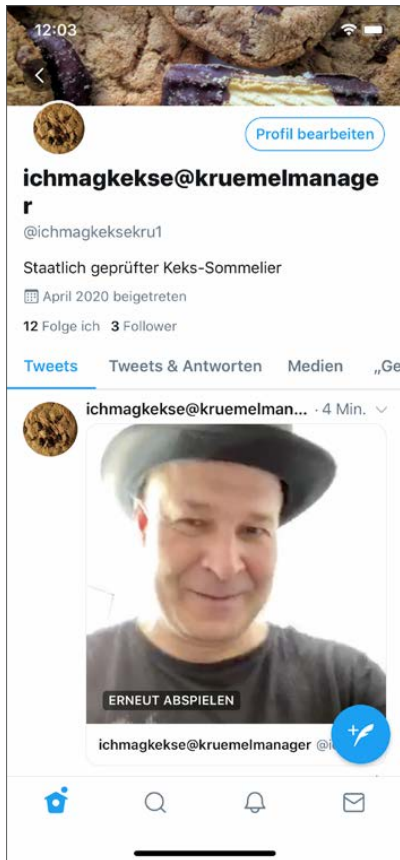 12:03
Profil bearbeiten
ichmagkekse@kruemelmanage
r
@ichmagkeksekru1
Staatlich geprüfter Keks-Sommelier
April 2020 beigetreten
12 Folge ich 3 Follower
Tweets Tweets & Antworten Medien „Ge
ichmagkekse@kruemelman... · 4 Min.
ERNEUT ABSPIELEN
ichmagkekse@kruemelmanager @i